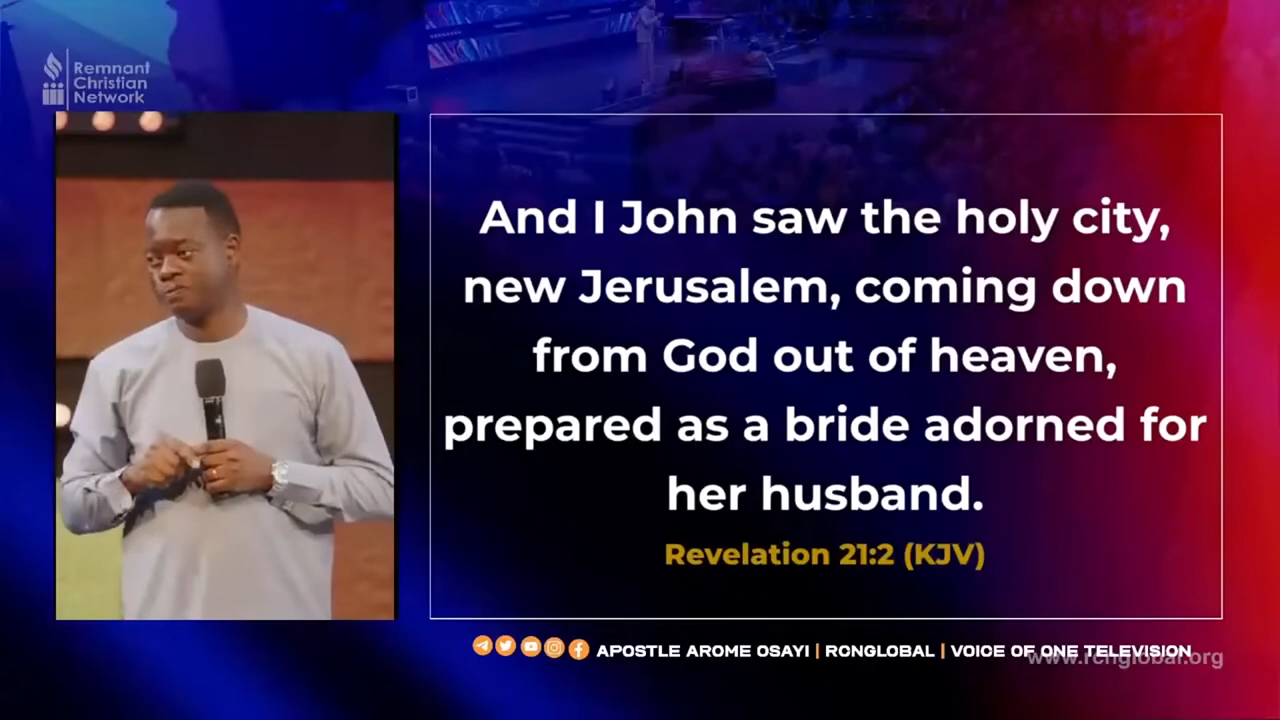 Remnant
Christian
Network
And I John saw the holy city,
new Jerusalem, coming down
from God out of heaven,
prepared as a bride adorned for
her husband.
Revelation 21:2 (KJV)
APOSTLE AROME OSAYI | RCNGLOBAL | VOICE OF ONE TELEVISION
www.rcnglobal.org